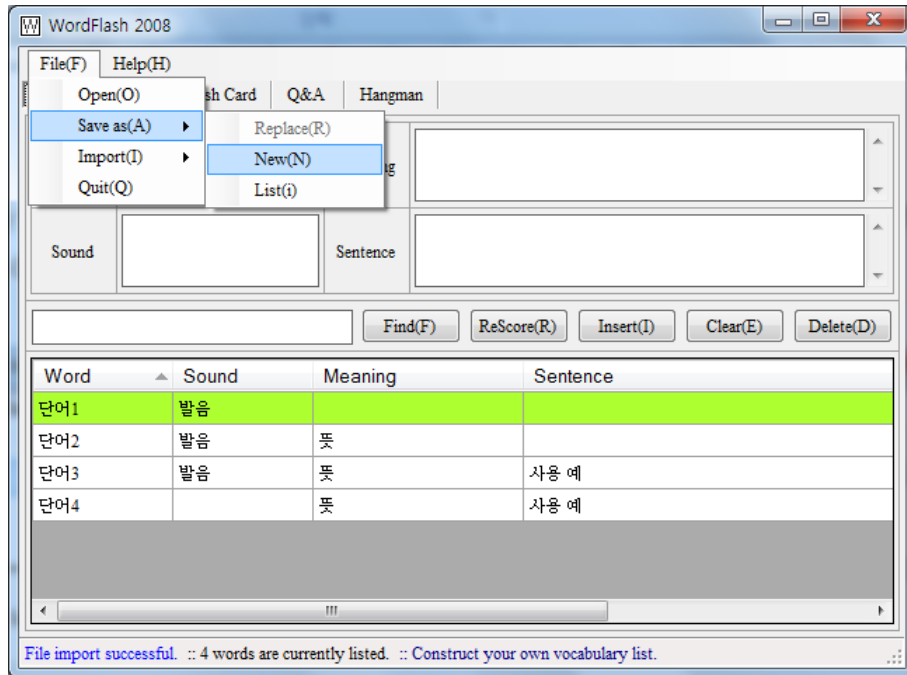 WordFlash 2008
File(F) Help(H)
Open(O) sh Card Q&A Hangman
Save as(A) Replace(R)
Import(I) New(N)
Quit(Q) List(i)
Sound Sentence
Find(F) ReScore(R) Insert(I) Clear(E) Delete(D)
Word Sound Meaning Sentence
단어1 발음
단어2 발음 뜻
단어3 발음 뜻 사용 예
단어4 뜻 사용 예
File import successful. :: 4 words are currently listed. :: Construct your own vocabulary list.